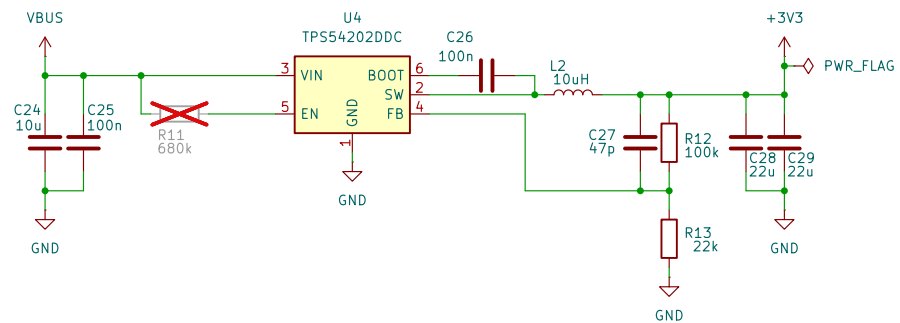 VBUS
U4
TPS54202DDC
C26
100n
+3V3
PWR_FLAG
3 VIN
BOOT 6
SW 2
5 EN
FB 4
GND
1
L2
10uH
C24
10u
C25
100n
R11
680k
C27
47p
R12
100k
C28
22u
C29
22u
GND
GND
GND
R13
22k
GND